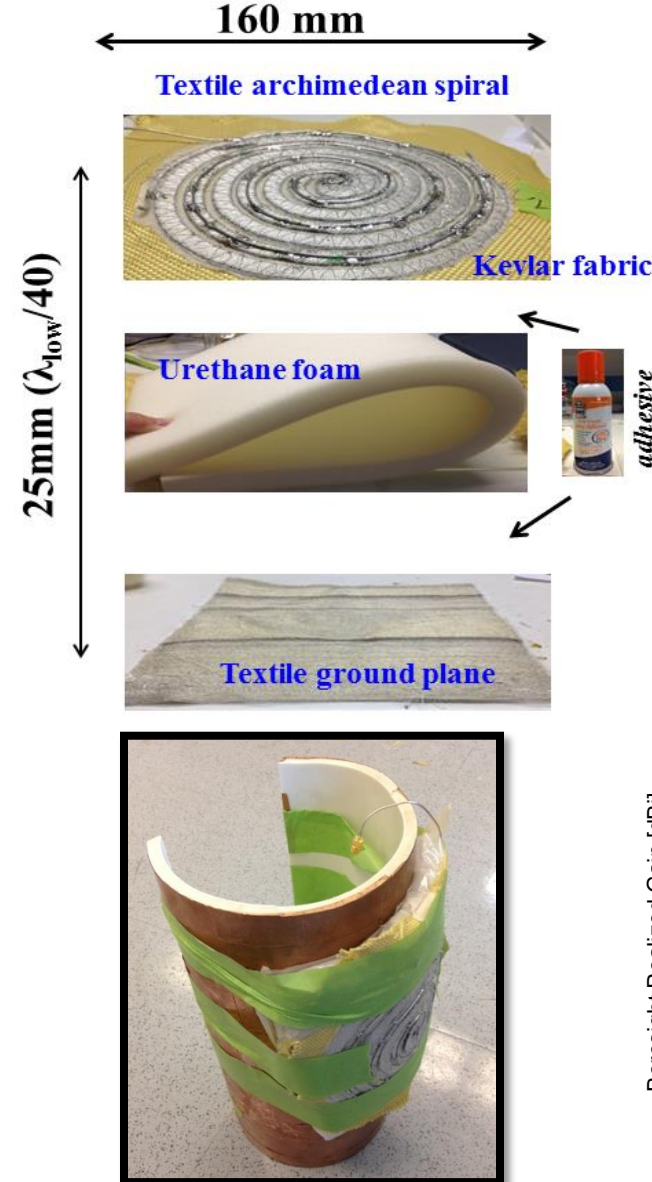 160 mm
Textile archimedean spiral
25mm (λlow/40)
Kevlar fabric
Urethane foam
adhesive
Textile ground plane